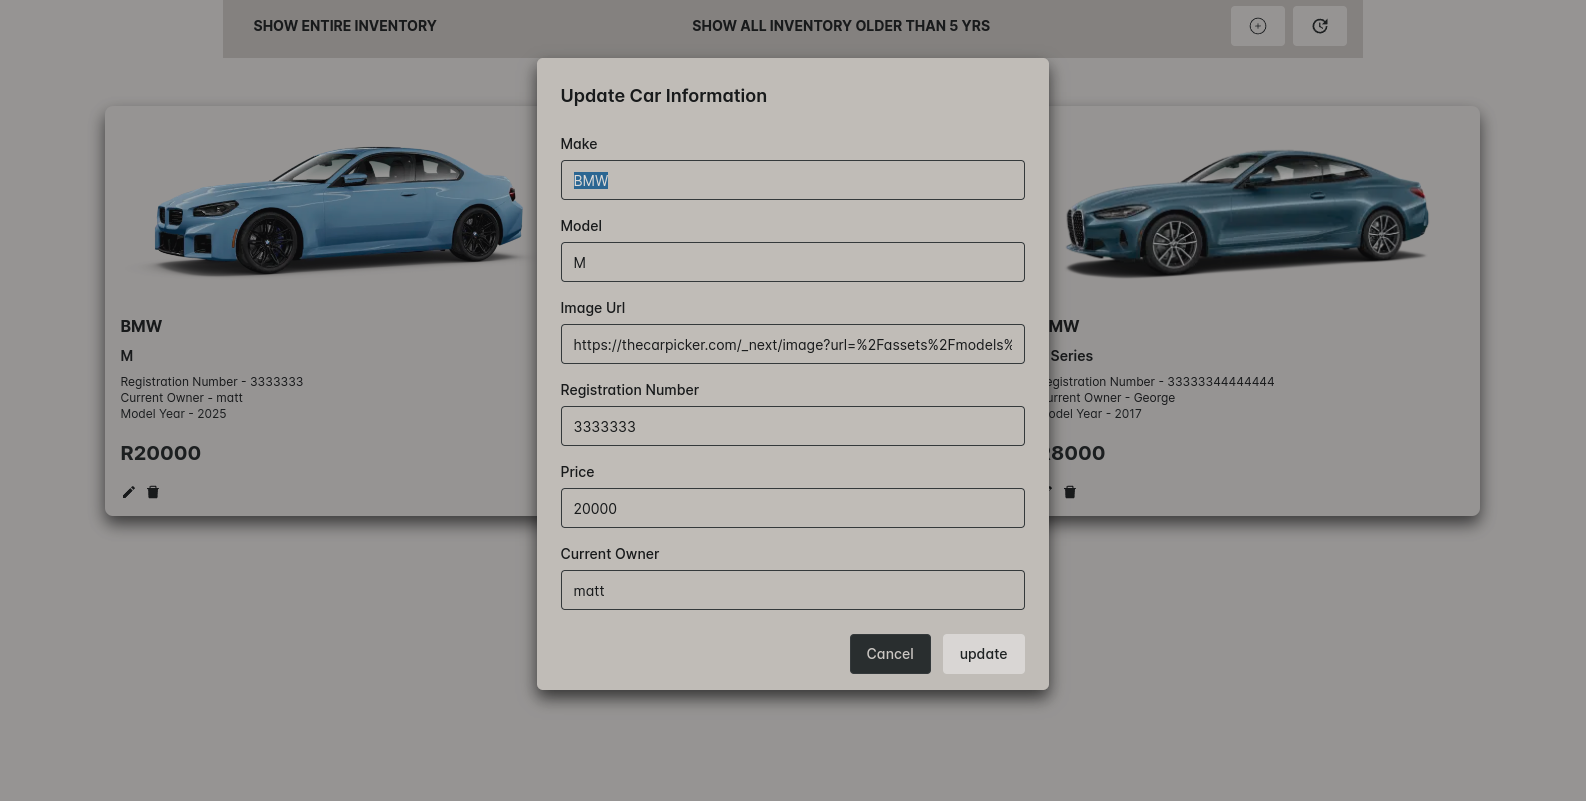 SHOW ENTIRE INVENTORY
SHOW ALL INVENTORY OLDER THAN 5 YRS
Update Car Information
Make
BMW
Model
M
Image Url
https://thecarpicker.com/_next/image?url=%2Fassets%2Fmodels%
Registration Number
3333333
Price
20000
Current Owner
matt
Cancel
update
BMW
M
Registration Number - 3333333
Current Owner - matt
Model Year - 2025
R20000
MW
Series
egistration Number - 33333344444444
urrent Owner - George
odel Year - 2017
28000